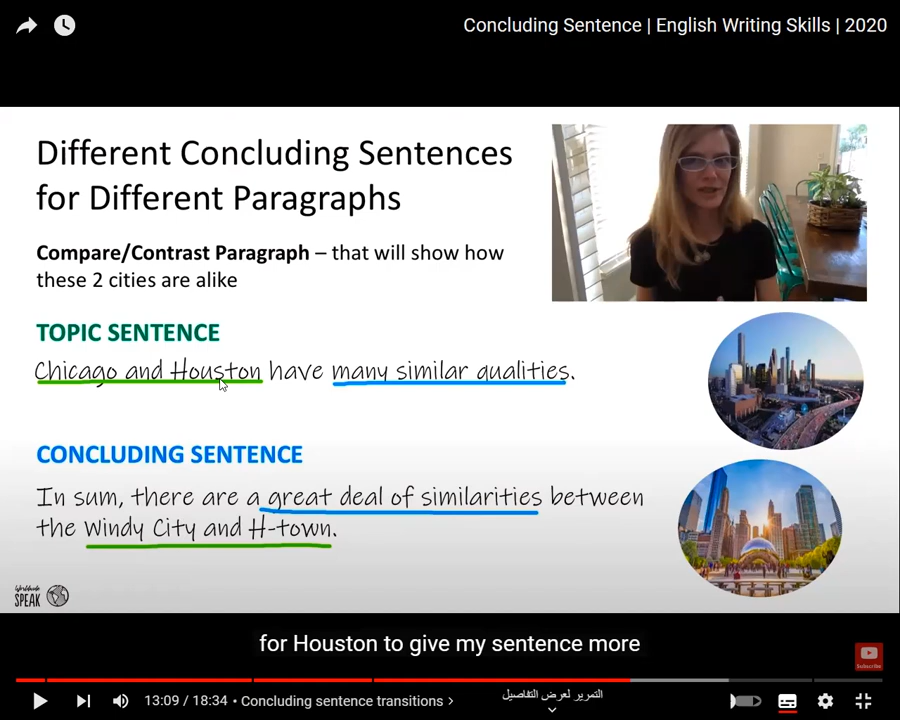 Concluding Sentence | English Writing Skills | 2020
Different Concluding Sentences
for Different Paragraphs
Compare/Contrast Paragraph – that will show how
these 2 cities are alike
TOPIC SENTENCE
Chicago and Houston have many similar qualities.
CONCLUDING SENTENCE
In sum, there are a great deal of similarities between
the Windy City and H-town.
Worldwide
SPEAK
for Houston to give my sentence more
Subscribe
13:09 / 18:34 • Concluding sentence transitions >
التمرير لعرض التفاصيل